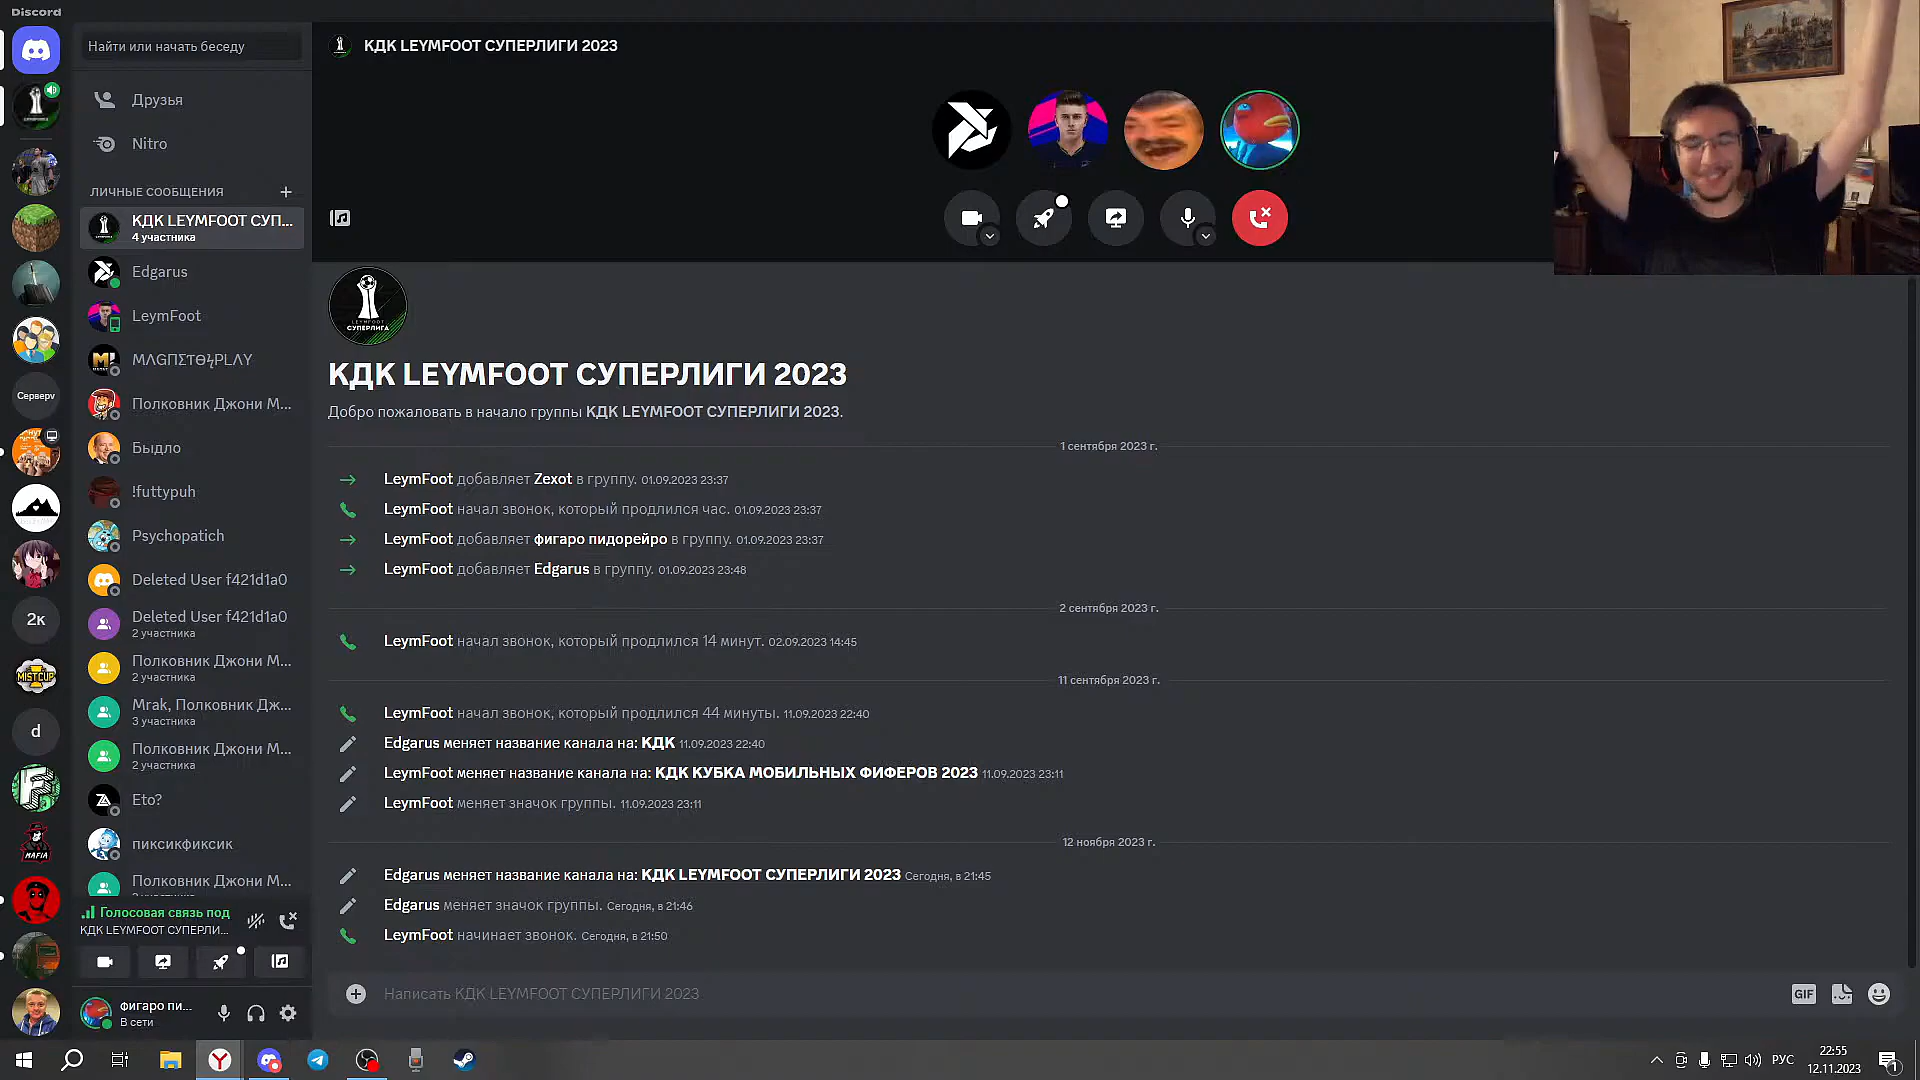 Discord
Найти или начать беседу
Друзья
Nitro
ЛИЧНЫЕ СООБЩЕНИЯ
КДК LEYMFOOT СУП...
4 участника
Edgarus
LeymFoot
MΛGΠΣTӨϟPLΛY
Полковник Джони М...
Быдло
!futtypuh
Psychopatich
Deleted User f421d1a0
Deleted User f421d1a0
2 участника
Полковник Джони М...
2 участника
Mrak, Полковник Дж...
3 участника
Полковник Джони М...
2 участника
Eto?
пиксикфиксик
Полковник Джони М...
Голосовая связь под
КДК LEYMFOOT СУПЕРЛИ...
фигаро пи...
В сети
Серверv
2к
MISTCUP
d
MAFIA
КДК LEYMFOOT СУПЕРЛИГИ 2023
СУПЕРЛИГА
КДК LEYMFOOT СУПЕРЛИГИ 2023
Добро пожаловать в начало группы КДК LEYMFOOT СУПЕРЛИГИ 2023.
1 сентября 2023 г.
LeymFoot добавляет Zexot в группу. 01.09.2023 23:37
LeymFoot начал звонок, который продлился час. 01.09.2023 23:37
LeymFoot добавляет фигаро пидорейро в группу. 01.09.2023 23:37
LeymFoot добавляет Edgarus в группу. 01.09.2023 23:48
2 сентября 2023 г.
LeymFoot начал звонок, который продлился 14 минут. 02.09.2023 14:45
11 сентября 2023 г.
LeymFoot начал звонок, который продлился 44 минуты. 11.09.2023 22:40
Edgarus меняет название канала на: КДК 11.09.2023 22:40
LeymFoot меняет название канала на: КДК КУБКА МОБИЛЬНЫХ ФИФЕРОВ 2023 11.09.2023 23:11
LeymFoot меняет значок группы. 11.09.2023 23:11
12 ноября 2023 г.
Edgarus меняет название канала на: КДК LEYMFOOT СУПЕРЛИГИ 2023 Сегодня, в 21:45
Edgarus меняет значок группы. Сегодня, в 21:46
LeymFoot начинает звонок. Сегодня, в 21:50
Написать КДК LEYMFOOT СУПЕРЛИГИ 2023
GIF
РУС
22:55
12.11.2023
1